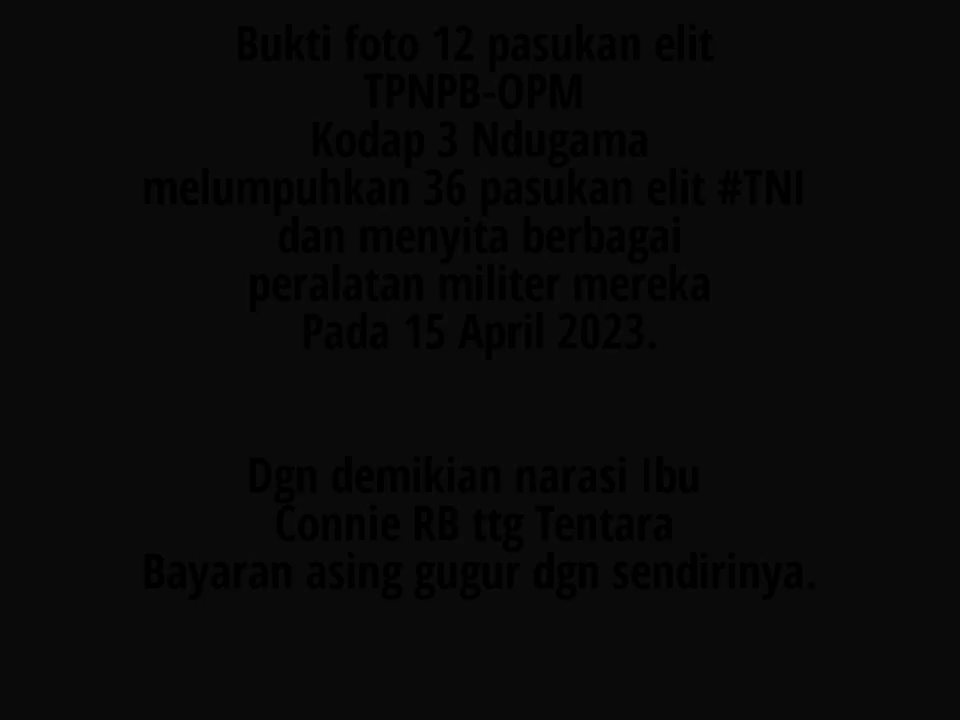 Bukti foto 12 pasukan elit
TPNPB-OPM
Kodap 3 Ndugama
melumpuhkan 36 pasukan elit #TNI
dan menyita berbagai
peralatan militer mereka
Pada 15 April 2023.
Dgn demikian narasi Ibu
Connie RB ttg Tentara
Bayaran asing gugur dgn sendirinya.